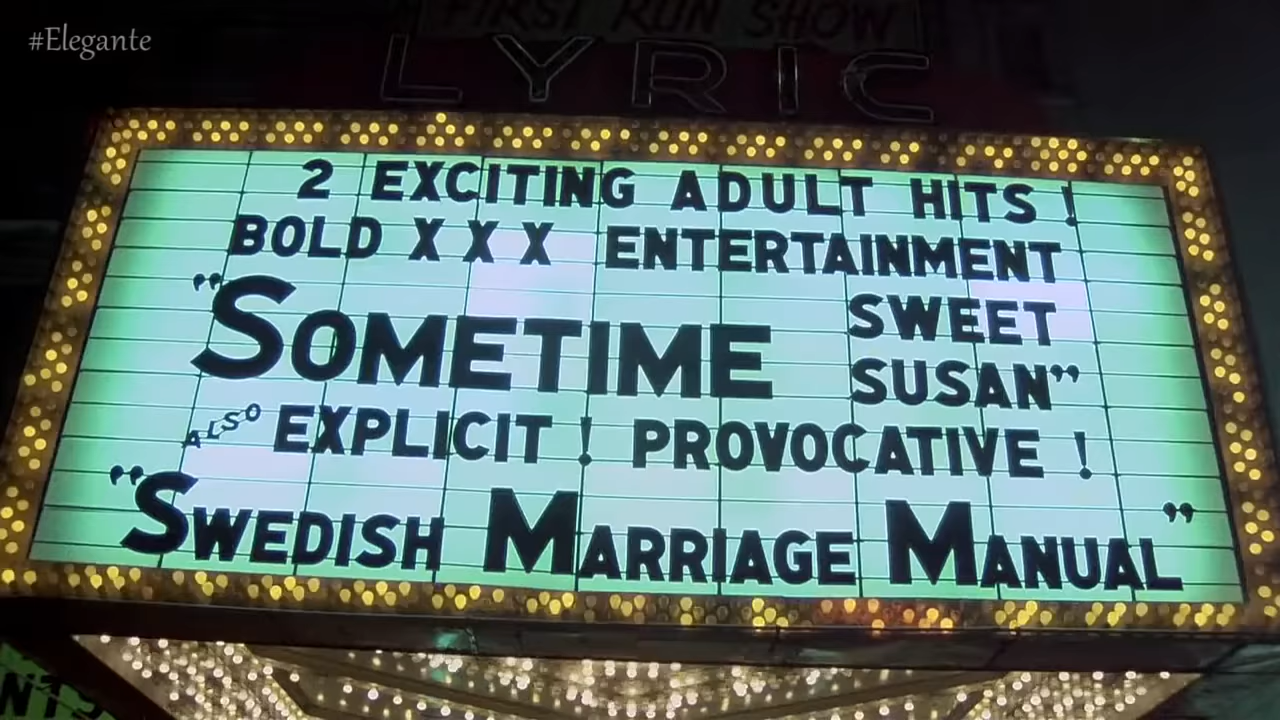 #Elegante
FIRST RUN SHOW
LYRIC
2 EXCITING ADULT HITS !
BOLD X X X ENTERTAINMENT
"SOMETIME SWEET SUSAN"
ALSO EXPLICIT ! PROVOCATIVE !
"SWEDISH MARRIAGE MANUAL"